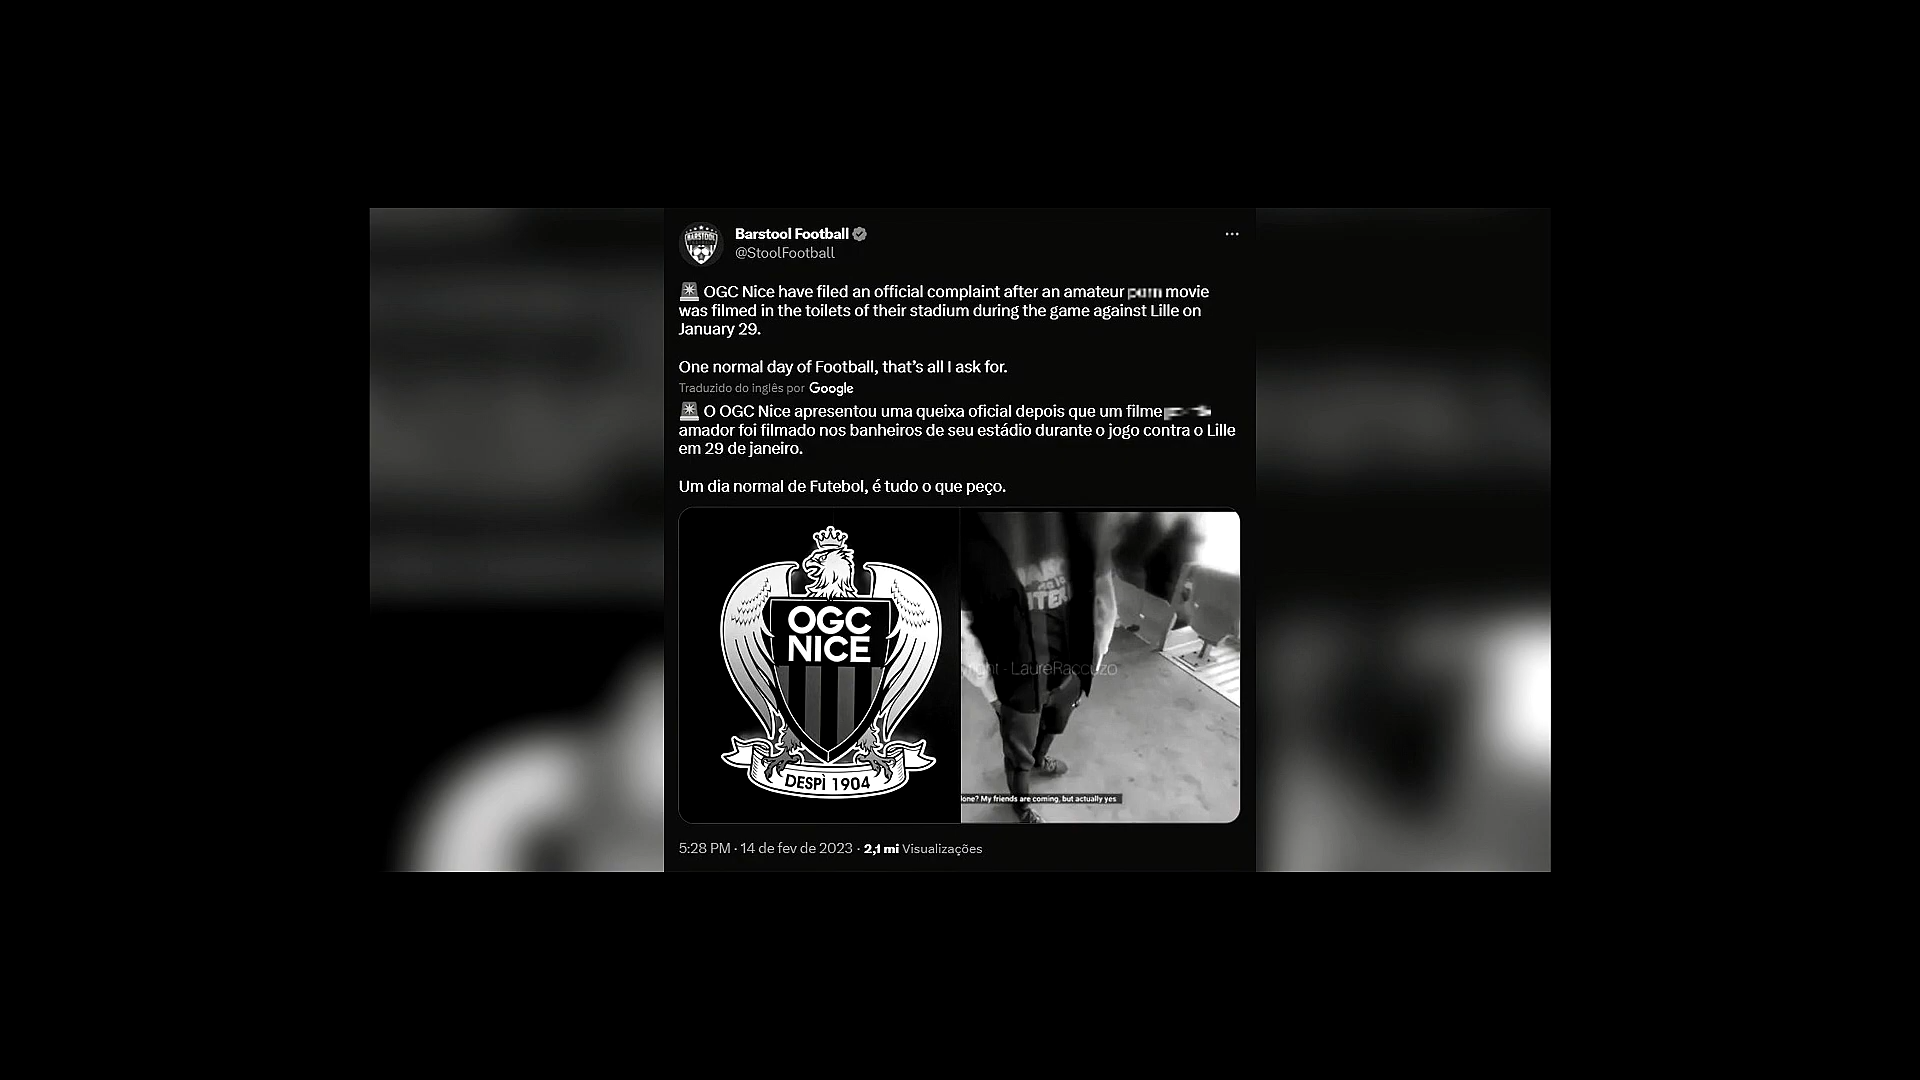 BARSTOOL
Barstool Football
@StoolFootball
OGC Nice have filed an official complaint after an amateur movie
was filmed in the toilets of their stadium during the game against Lille on
January 29.
One normal day of Football, that's all I ask for.
Traduzido do inglês por Google
O OGC Nice apresentou uma queixa oficial depois que um filme
amador foi filmado nos banheiros de seu estádio durante o jogo contra o Lille
em 29 de janeiro.
Um dia normal de Futebol, é tudo o que peço.
OGC
NICE
DESPÌ 1904
- LaureRaccuzo
My friends are coming, but actually yes
5:28 PM · 14 de fev de 2023 · 2,1 mi Visualizações